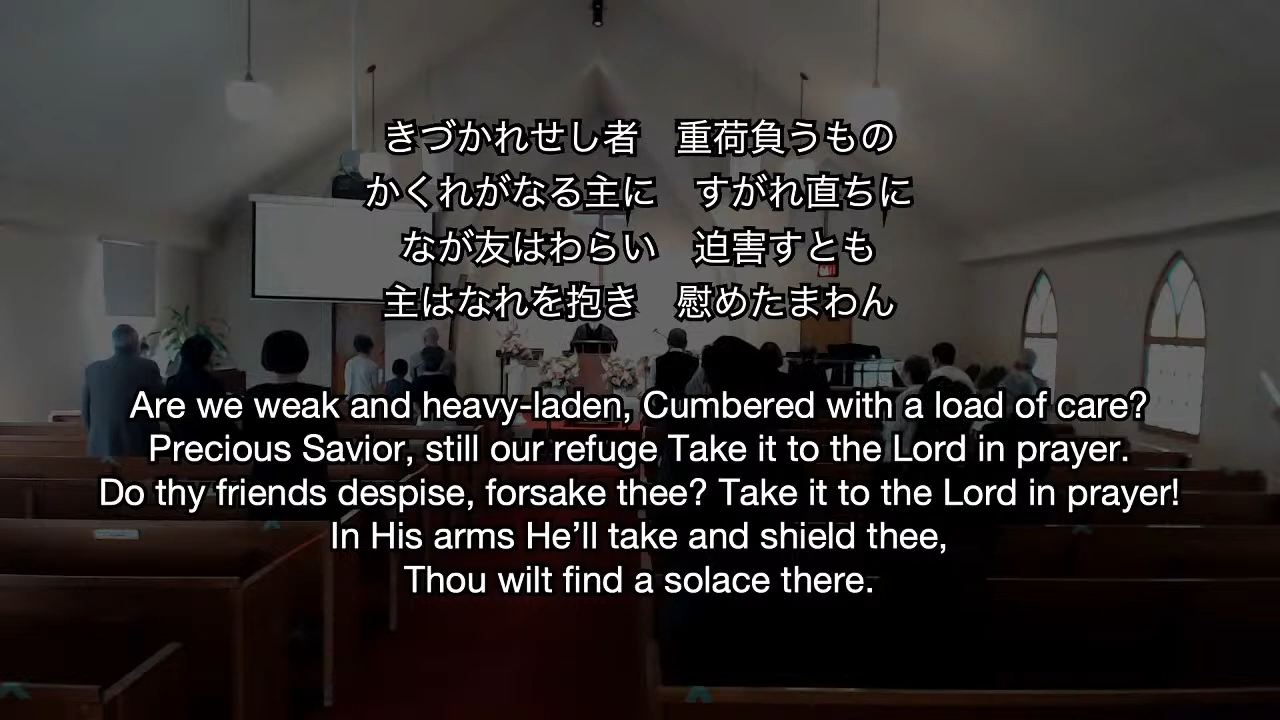 きづかれせし者　重荷負うもの
かくれがなる主に　すがれ直ちに
なが友はわらい　迫害すとも
主はなれを抱き　慰めたまわん
Are we weak and heavy-laden, Cumbered with a load of care?
Precious Savior, still our refuge Take it to the Lord in prayer.
Do thy friends despise, forsake thee? Take it to the Lord in prayer!
In His arms He’ll take and shield thee,
Thou wilt find a solace there.